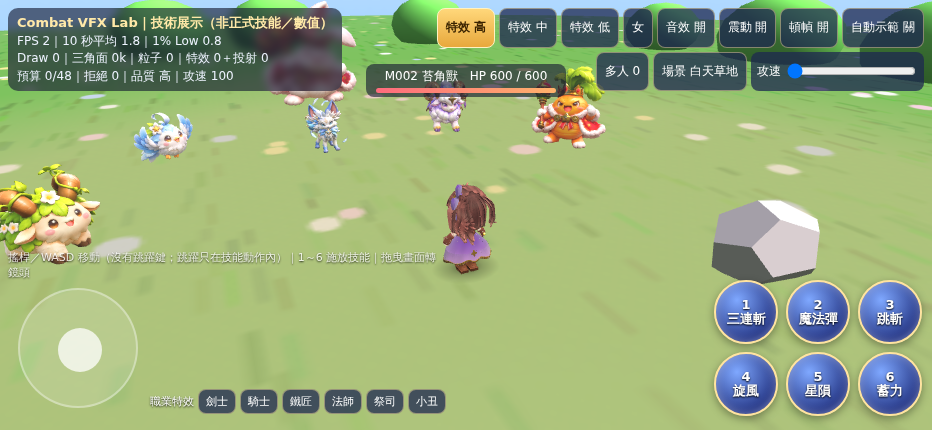 Combat VFX Lab｜技術展示（非正式技能／數值）
FPS 2｜10 秒平均 1.8｜1% Low 0.8
Draw 0｜三角面 0k｜粒子 0｜特效 0＋投射 0
預算 0/48｜拒絕 0｜品質 高｜攻速 100
特效 高
特效 中
特效 低
女
音效 開
震動 開
頓幀 開
自動示範 關
多人 0
場景 白天草地
攻速
M002 苔角獸 HP 600 / 600
搖桿／WASD 移動（沒有跳躍鍵；跳躍只在技能動作內）｜1～6 施放技能｜拖曳畫面轉
鏡頭
1
三連斬
2
魔法彈
3
跳斬
4
旋風
5
星隕
6
蓄力
職業特效
劍士
騎士
鐵匠
法師
祭司
小丑